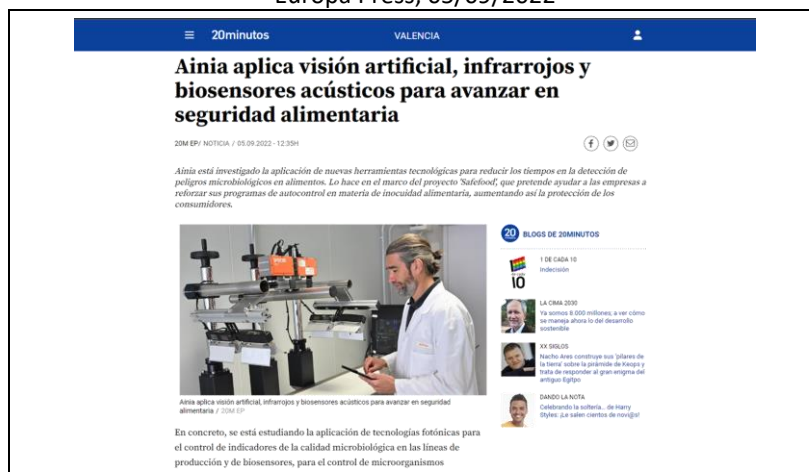 Europa Press, 05/09/2022
20minutos
VALENCIA
Ainia aplica visión artificial, infrarrojos y
biosensores acústicos para avanzar en
seguridad alimentaria
20M EP/ NOTICIA / 05.09.2022 - 12:35H
Ainia está investigado la aplicación de nuevas herramientas tecnológicas para reducir los tiempos en la detección de
peligros microbiológicos en alimentos. Lo hace en el marco del proyecto 'Safefood', que pretende ayudar a las empresas a
reforzar sus programas de autocontrol en materia de inocuidad alimentaria, aumentando así la protección de los
consumidores.
Ainia aplica visión artificial, infrarrojos y biosensores acústicos para avanzar en seguridad
alimentaria / 20M EP
En concreto, se está estudiando la aplicación de tecnologías fotónicas para
el control de indicadores de la calidad microbiológica en las líneas de
producción y de biosensores, para el control de microorganismos
20
BLOGS DE 20MINUTOS
1 DE CADA 10
Indecisión
10
LA CIMA 2030
Ya somos 8.000 millones; a ver cómo
se maneja ahora lo del desarrollo
sostenible
XX SIGLOS
Nacho Ares construye sus 'pilares de
la tierra' sobre la pirámide de Keops y
trata de responder al gran enigma del
antiguo Egipto
DANDO LA NOTA
Celebrando la soltería... de Harry
Styles: ¡Le salen cientos de novi@s!